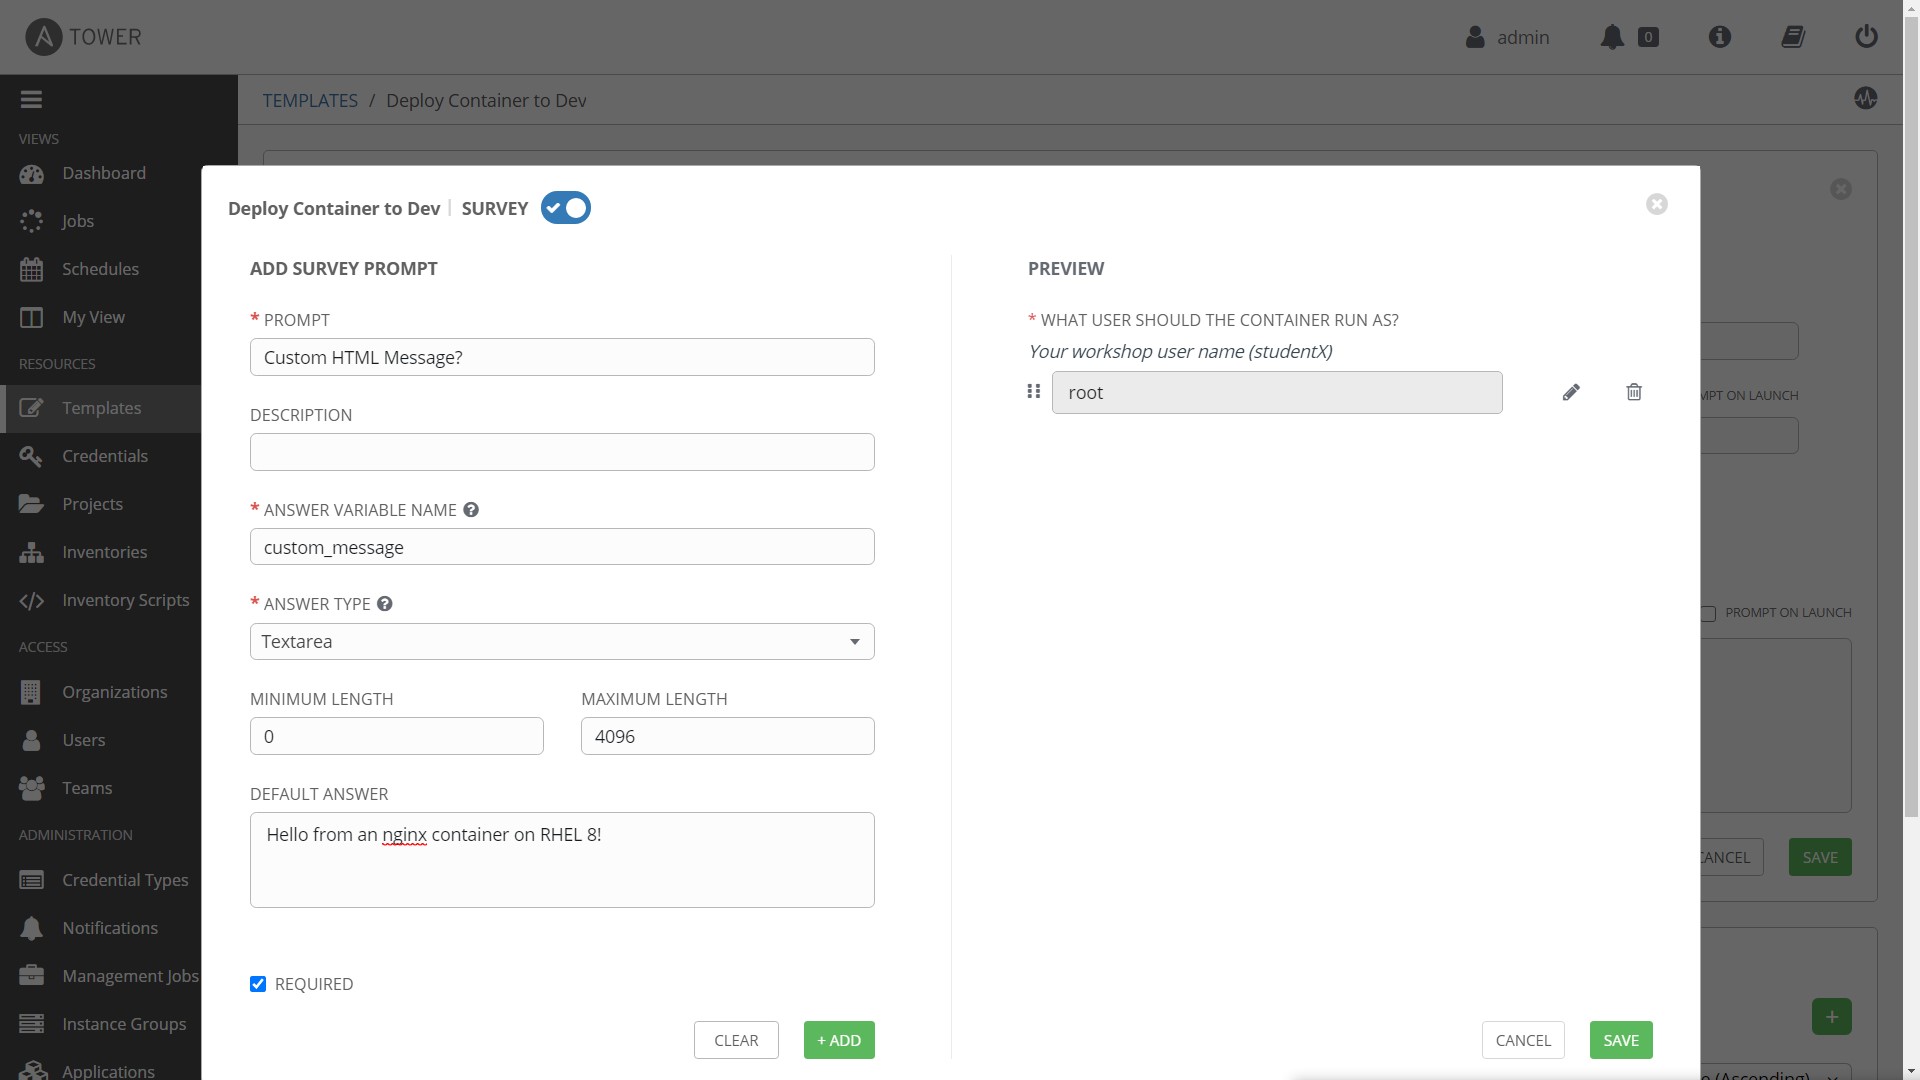 TOWER
admin
0
TEMPLATES / Deploy Container to Dev
VIEWS
Dashboard
Jobs
Schedules
My View
RESOURCES
Templates
Credentials
Projects
Inventories
Inventory Scripts
ACCESS
Organizations
Users
Teams
ADMINISTRATION
Credential Types
Notifications
Management Jobs
Instance Groups
Applications
Deploy Container to Dev | SURVEY
ADD SURVEY PROMPT
* PROMPT
Custom HTML Message?
DESCRIPTION
* ANSWER VARIABLE NAME ?
custom_message
* ANSWER TYPE ?
Textarea
MINIMUM LENGTH
0
MAXIMUM LENGTH
4096
DEFAULT ANSWER
Hello from an nginx container on RHEL 8!
REQUIRED
CLEAR
+ ADD
PREVIEW
* WHAT USER SHOULD THE CONTAINER RUN AS?
Your workshop user name (studentX)
root
CANCEL
SAVE
ON LAUNCH
PROMPT ON LAUNCH
SAVE
+
(Ascending)